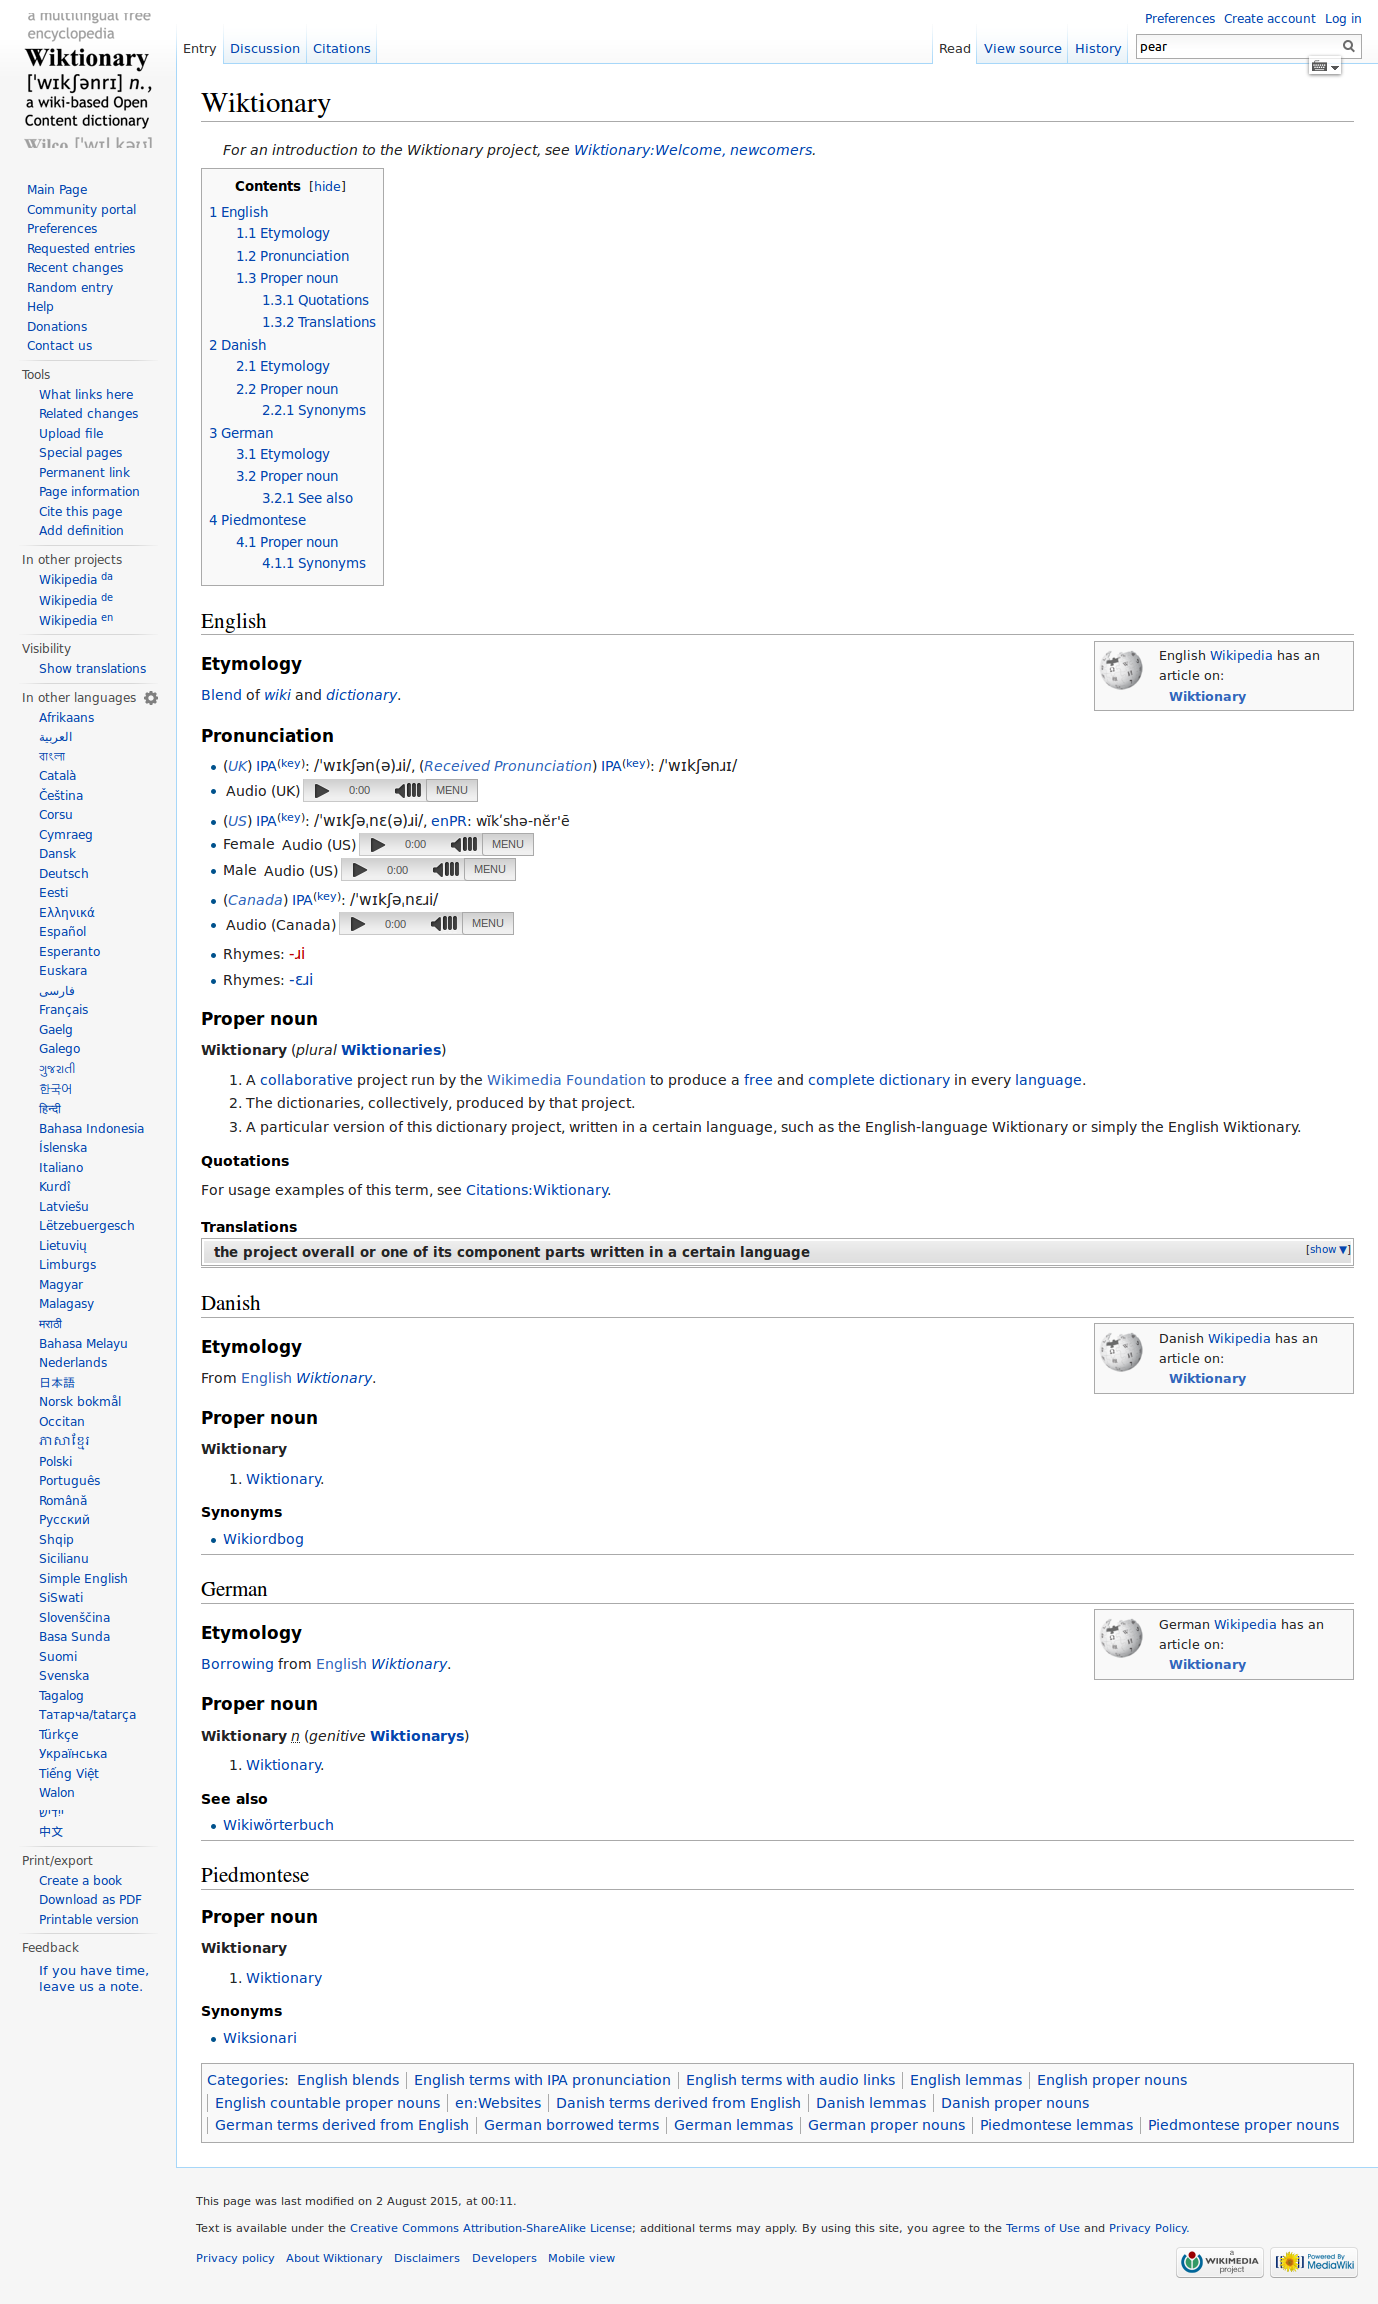 a multilingual free
encyclopedia
Wiktionary
[ˈwɪkʃənrɪ] n.,
a wiki-based Open
Content dictionary
Wilco [ˈwɪl kəʊ]
Preferences Create account Log in
Entry Discussion Citations Read View source History pear
Main Page
Community portal
Preferences
Requested entries
Recent changes
Random entry
Help
Donations
Contact us
Tools
What links here
Related changes
Upload file
Special pages
Permanent link
Page information
Cite this page
Add definition
In other projects
Wikipedia da
Wikipedia de
Wikipedia en
Visibility
Show translations
In other languages
Afrikaans
العربية
বাংলা
Català
Čeština
Corsu
Cymraeg
Dansk
Deutsch
Eesti
Ελληνικά
Español
Esperanto
Euskara
فارسی
Français
Gaelg
Galego
ગુજરાતી
한국어
हिन्दी
Bahasa Indonesia
Íslenska
Italiano
Kurdî
Latviešu
Lëtzebuergesch
Lietuvių
Limburgs
Magyar
Malagasy
मराठी
Bahasa Melayu
Nederlands
日本語
Norsk bokmål
Occitan
ភាសាខ្មែរ
Polski
Português
Română
Русский
Shqip
Sicilianu
Simple English
SiSwati
Slovenščina
Basa Sunda
Suomi
Svenska
Tagalog
Татарча/tatarça
Türkçe
Українська
Tiếng Việt
Walon
ייִדיש
中文
Print/export
Create a book
Download as PDF
Printable version
Feedback
If you have time,
leave us a note.
Wiktionary
For an introduction to the Wiktionary project, see Wiktionary:Welcome, newcomers.
Contents [hide]
1 English
1.1 Etymology
1.2 Pronunciation
1.3 Proper noun
1.3.1 Quotations
1.3.2 Translations
2 Danish
2.1 Etymology
2.2 Proper noun
2.2.1 Synonyms
3 German
3.1 Etymology
3.2 Proper noun
3.2.1 See also
4 Piedmontese
4.1 Proper noun
4.1.1 Synonyms
English
English Wikipedia has an
article on:
Wiktionary
Etymology
Blend of wiki and dictionary.
Pronunciation
• (UK) IPA(key): /ˈwɪkʃən(ə)ɹi/, (Received Pronunciation) IPA(key): /ˈwɪkʃənɹɪ/
• Audio (UK) 0:00 MENU
• (US) IPA(key): /ˈwɪkʃəˌnɛ(ə)ɹi/, enPR: wĭkʹshə-nĕr'ē
• Female Audio (US) 0:00 MENU
• Male Audio (US) 0:00 MENU
• (Canada) IPA(key): /ˈwɪkʃəˌnɛɹi/
• Audio (Canada) 0:00 MENU
• Rhymes: -ɹi
• Rhymes: -ɛɹi
Proper noun
Wiktionary (plural Wiktionaries)
1. A collaborative project run by the Wikimedia Foundation to produce a free and complete dictionary in every language.
2. The dictionaries, collectively, produced by that project.
3. A particular version of this dictionary project, written in a certain language, such as the English-language Wiktionary or simply the English Wiktionary.
Quotations
For usage examples of this term, see Citations:Wiktionary.
Translations
the project overall or one of its component parts written in a certain language [show ▼]
Danish
Danish Wikipedia has an
article on:
Wiktionary
Etymology
From English Wiktionary.
Proper noun
Wiktionary
1. Wiktionary.
Synonyms
• Wikiordbog
German
German Wikipedia has an
article on:
Wiktionary
Etymology
Borrowing from English Wiktionary.
Proper noun
Wiktionary n (genitive Wiktionarys)
1. Wiktionary.
See also
• Wikiwörterbuch
Piedmontese
Proper noun
Wiktionary
1. Wiktionary
Synonyms
• Wiksionari
Categories: English blends | English terms with IPA pronunciation | English terms with audio links | English lemmas | English proper nouns
| English countable proper nouns | en:Websites | Danish terms derived from English | Danish lemmas | Danish proper nouns
| German terms derived from English | German borrowed terms | German lemmas | German proper nouns | Piedmontese lemmas | Piedmontese proper nouns
This page was last modified on 2 August 2015, at 00:11.
Text is available under the Creative Commons Attribution-ShareAlike License; additional terms may apply. By using this site, you agree to the Terms of Use and Privacy Policy.
Privacy policy About Wiktionary Disclaimers Developers Mobile view
a WIKIMEDIA project
Powered By MediaWiki